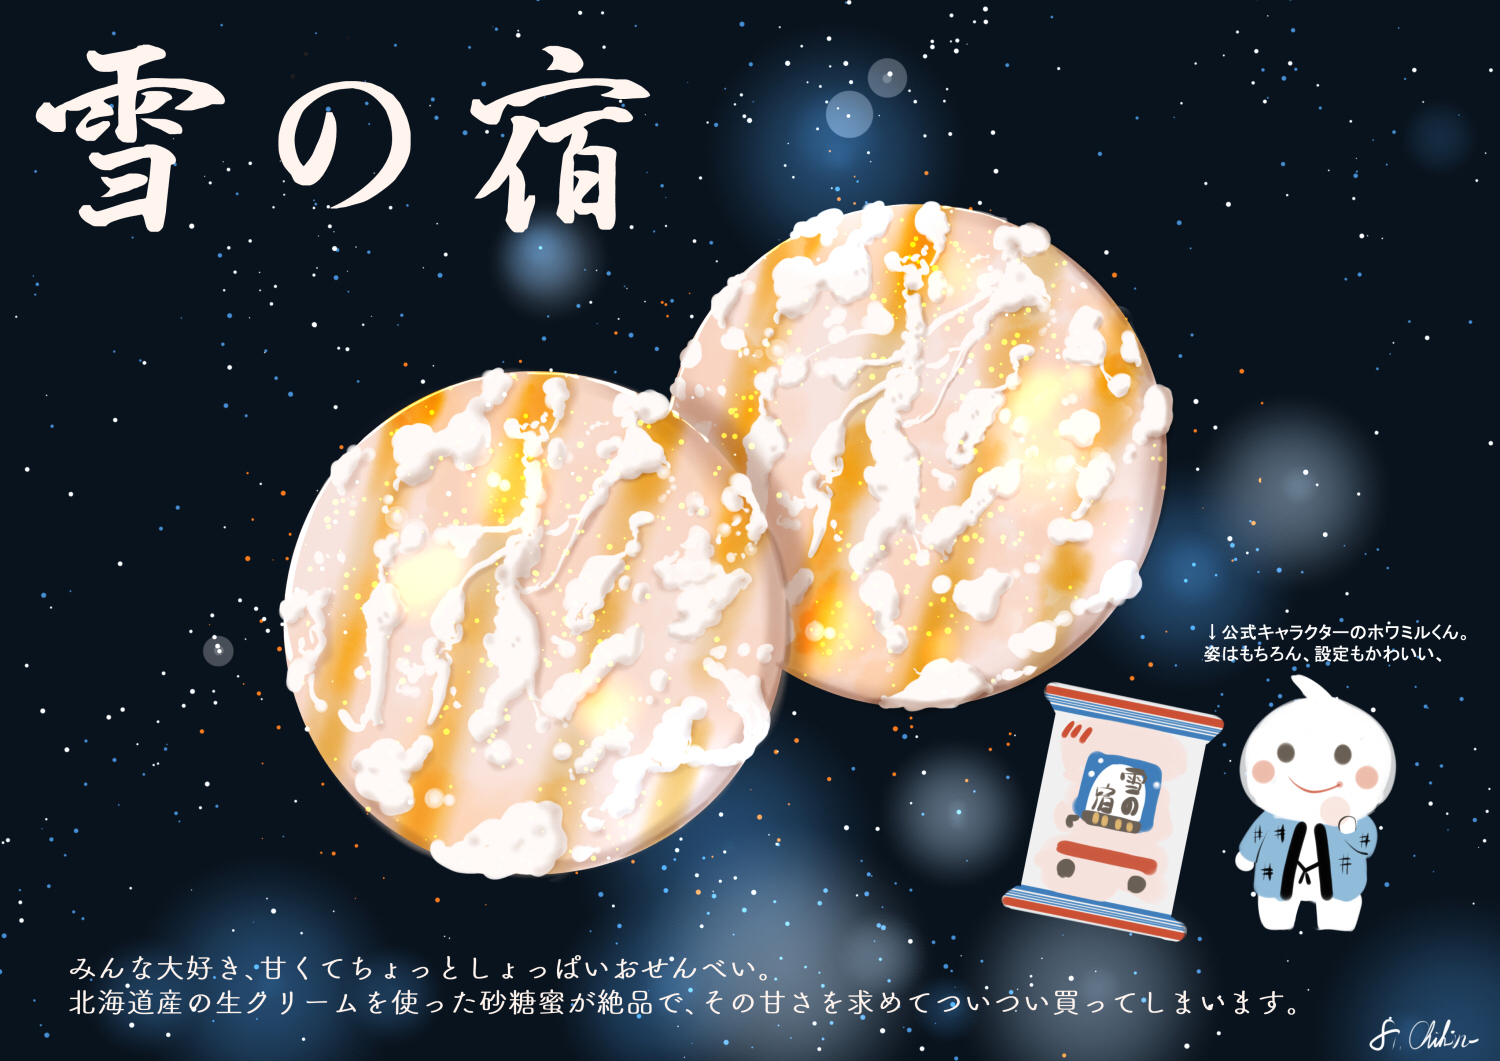 雪の宿
↓公式キャラクターのホワミルくん。
姿はもちろん、設定もかわいい、
雪の
宿
みんな大好き、甘くてちょっとしょっぱいおせんべい。
北海道産の生クリームを使った砂糖蜜が絶品で、その甘さを求めてついつい買ってしまいます。